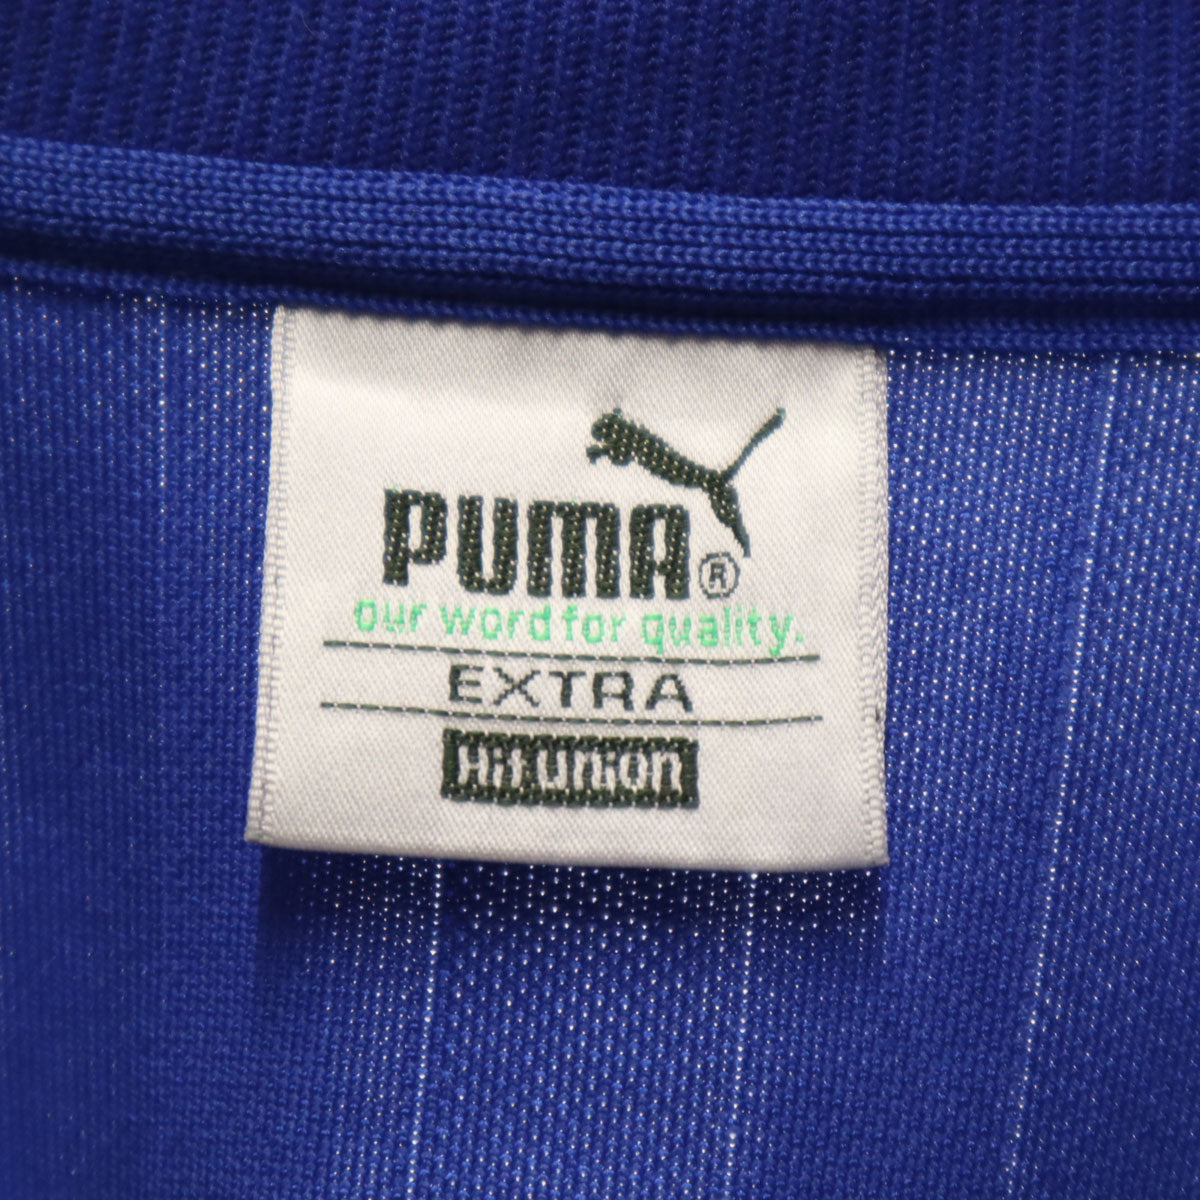 PUMA®
our word for quality.
EXTRA
Hit union